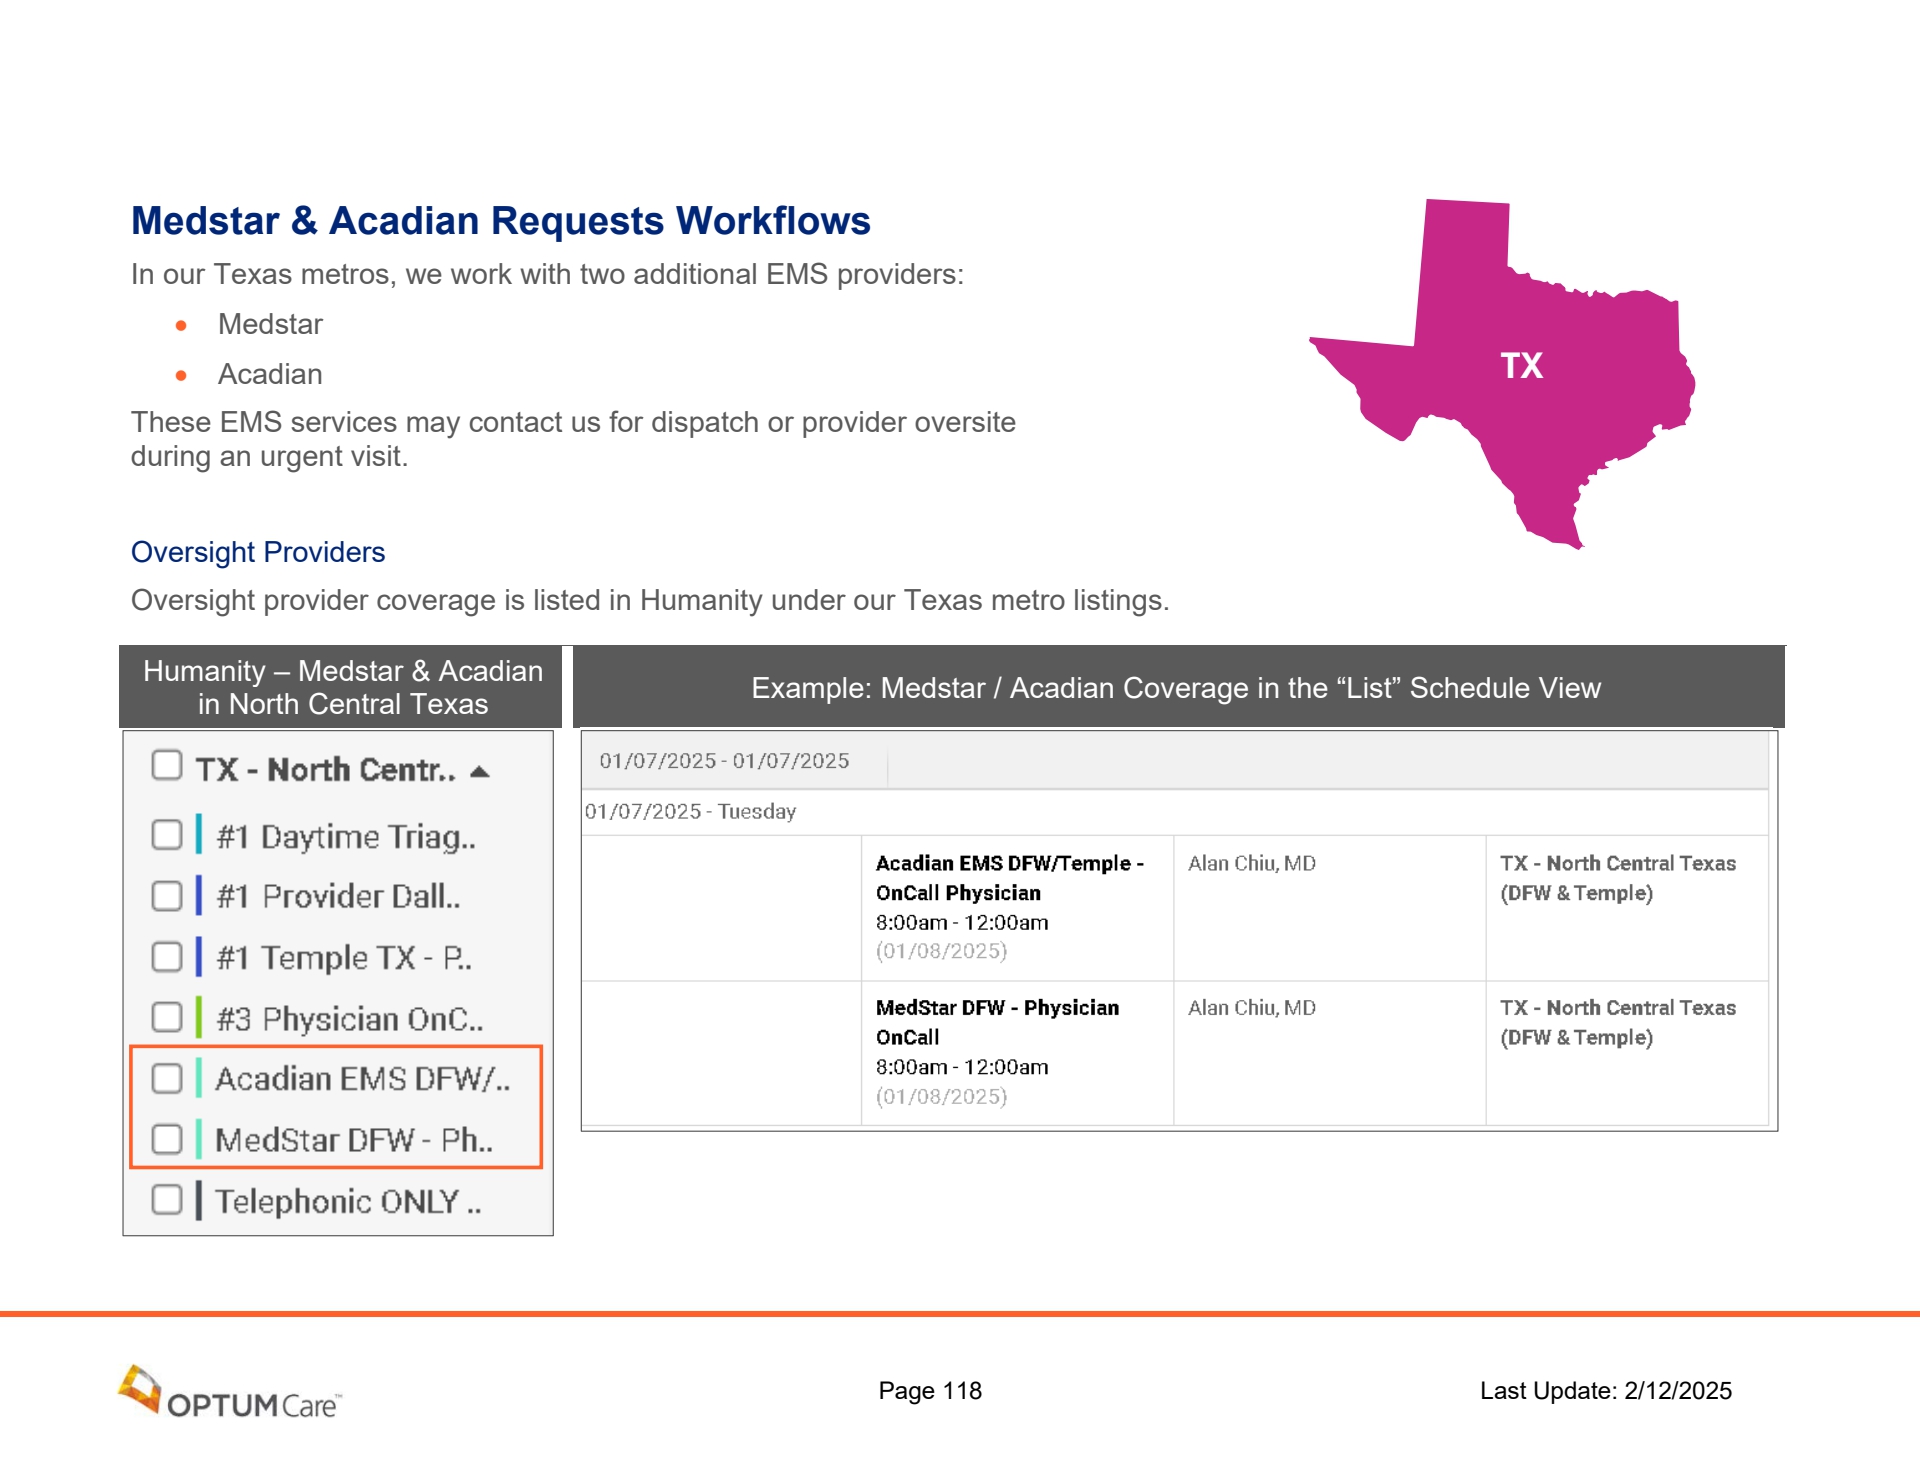 Medstar & Acadian Requests Workflows
In our Texas metros, we work with two additional EMS providers:
Medstar
Acadian
These EMS services may contact us for dispatch or provider oversite
during an urgent visit.
TX
Oversight Providers
Oversight provider coverage is listed in Humanity under our Texas metro listings.
Humanity – Medstar & Acadian
in North Central Texas
TX - North Centr..
#1 Daytime Triag..
#1 Provider Dall..
#1 Temple TX - P..
#3 Physician OnC..
Acadian EMS DFW/..
MedStar DFW - Ph..
Telephonic ONLY ..
Example: Medstar / Acadian Coverage in the “List” Schedule View
01/07/2025 - 01/07/2025
01/07/2025 - Tuesday
Acadian EMS DFW/Temple -
OnCall Physician
8:00am - 12:00am
(01/08/2025)
Alan Chiu, MD
TX - North Central Texas
(DFW & Temple)
MedStar DFW - Physician
OnCall
8:00am - 12:00am
(01/08/2025)
Alan Chiu, MD
TX - North Central Texas
(DFW & Temple)
OPTUM Care™
Page 118
Last Update: 2/12/2025